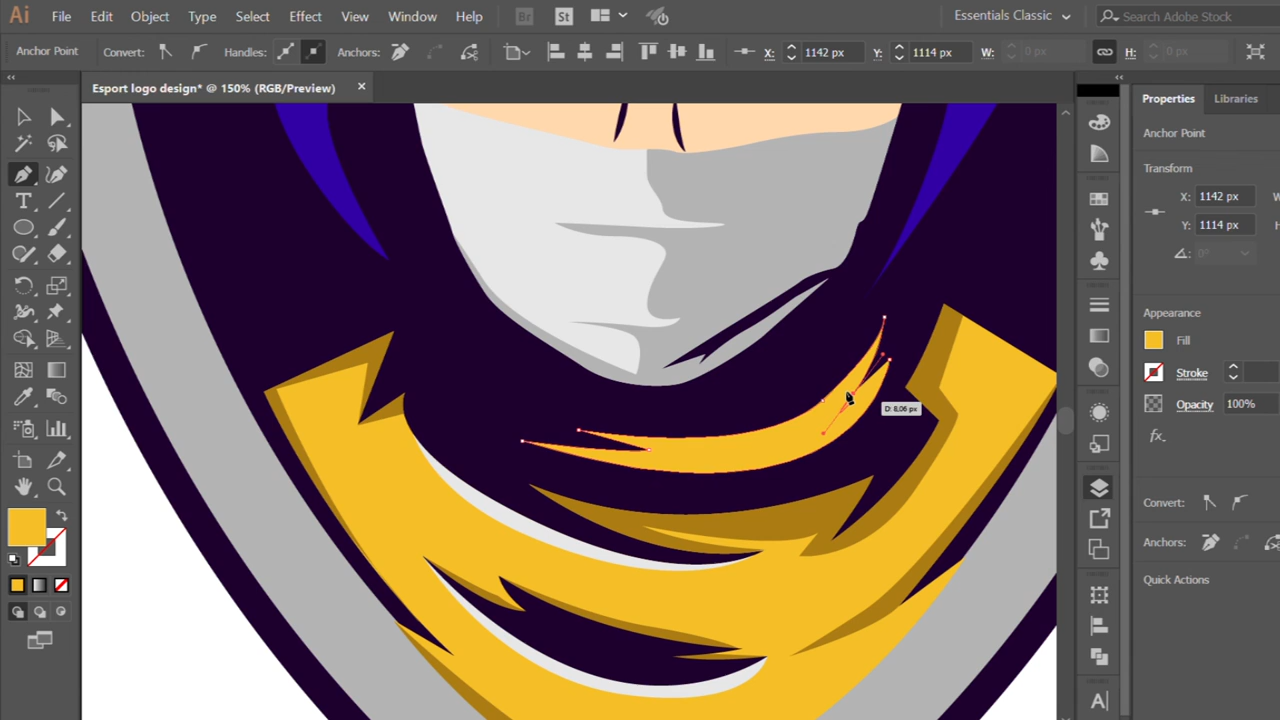 Ai File Edit Object Type Select Effect View Window Help Br St Essentials Classic Search Adobe Stock
Anchor Point Convert: Handles: Anchors: X: 1142 px Y: 1114 px W: 0 px H: 0 px
Esport logo design* @ 150% (RGB/Preview) ×
Properties Libraries
Anchor Point
Transform
X: 1142 px
Y: 1114 px
0°
Appearance
Fill
Stroke
Opacity 100%
fx
D: 8,06 px
Convert:
Anchors:
Quick Actions
T
A